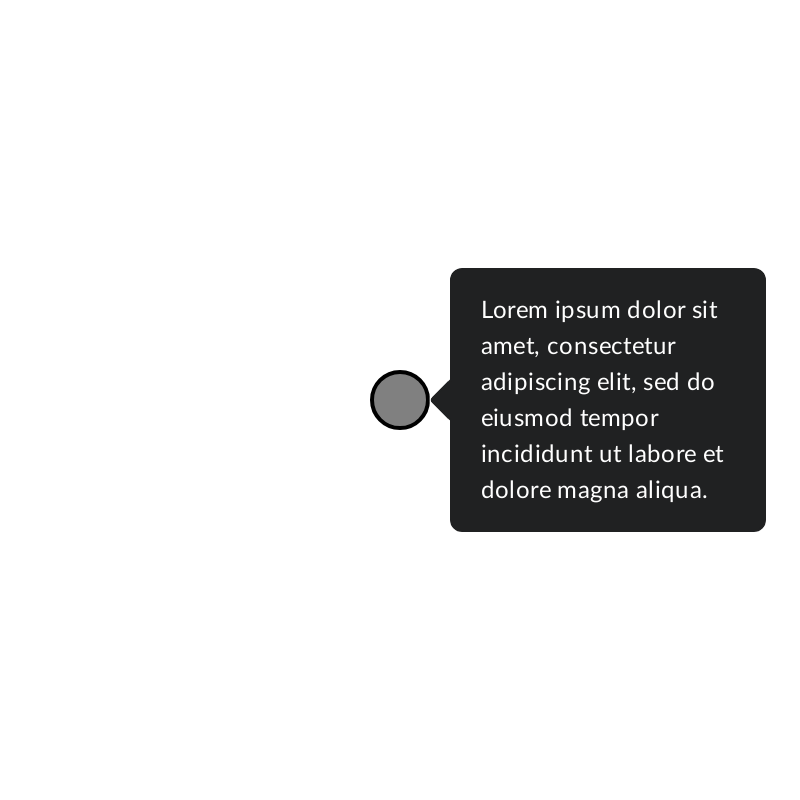 Lorem ipsum dolor sit
amet, consectetur
adipiscing elit, sed do
eiusmod tempor
incididunt ut labore et
dolore magna aliqua.